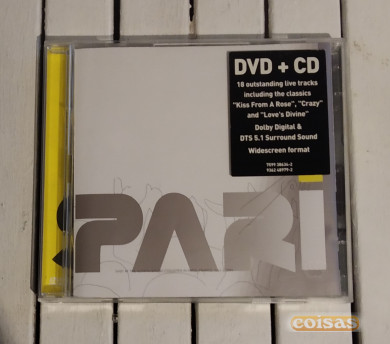 DVD + CD
18 outstanding live tracks
including the classics
"Kiss From A Rose", "Crazy"
and "Love's Divine"
Dolby Digital &
DTS 5.1 Surround Sound
Widescreen format
PARI
coisas